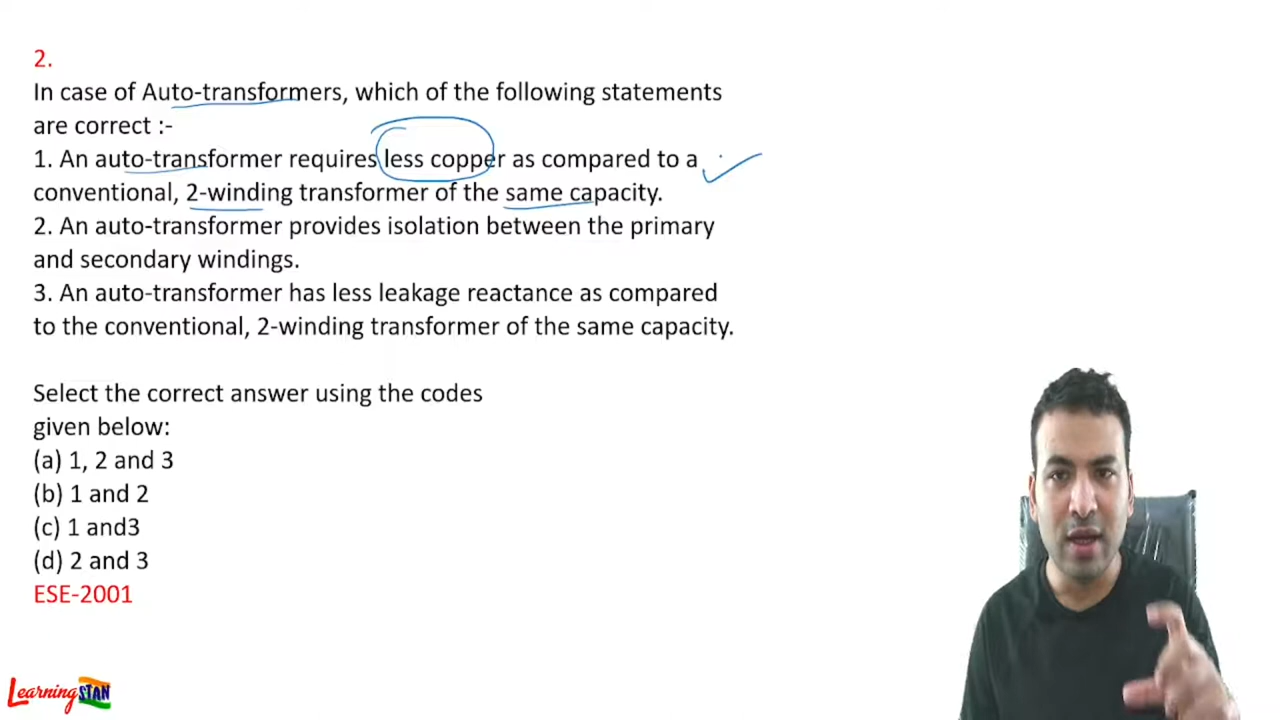 2.
In case of Auto-transformers, which of the following statements
are correct :-
1. An auto-transformer requires less copper as compared to a
conventional, 2-winding transformer of the same capacity.
2. An auto-transformer provides isolation between the primary
and secondary windings.
3. An auto-transformer has less leakage reactance as compared
to the conventional, 2-winding transformer of the same capacity.
Select the correct answer using the codes
given below:
(a) 1, 2 and 3
(b) 1 and 2
(c) 1 and3
(d) 2 and 3
ESE-2001
Learning STAN